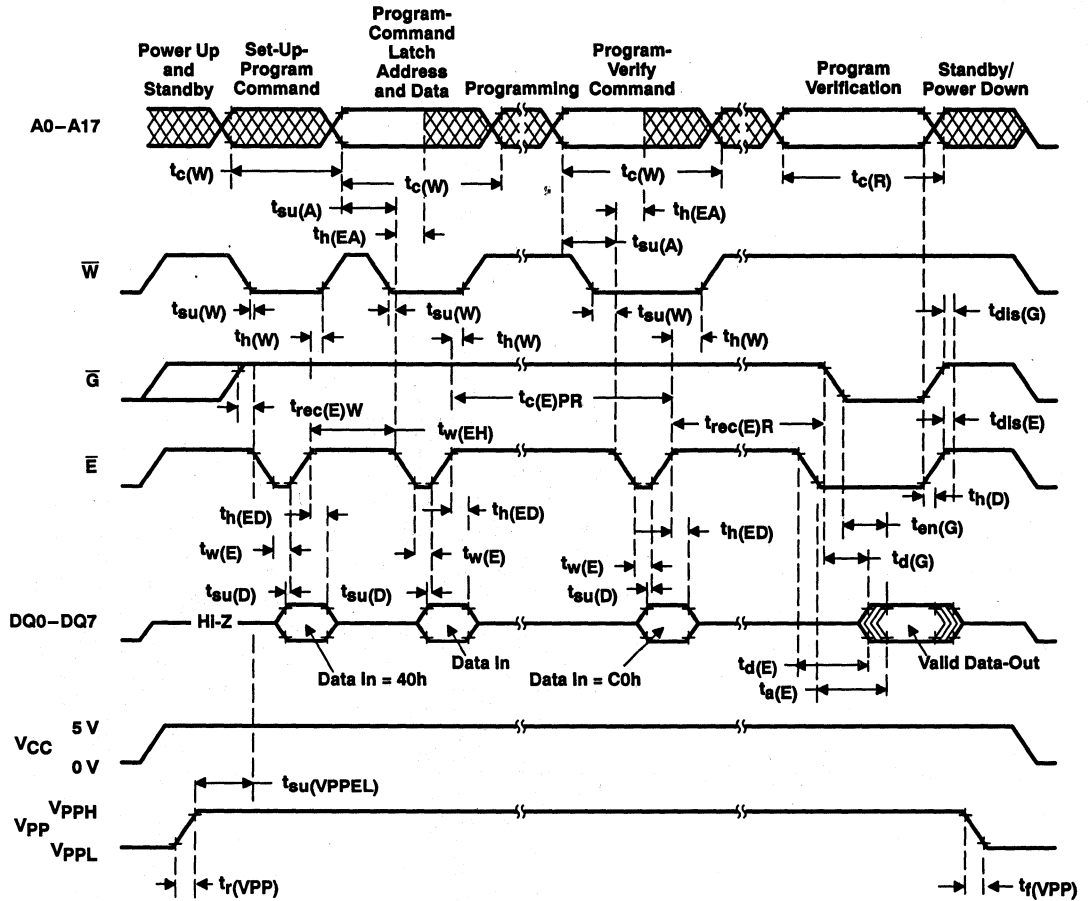 Power Up
and
Standby
Set-Up-
Program
Command
Program-
Command
Latch
Address
and Data
Programming
Program-
Verify
Command
Program
Verification
Standby/
Power Down
A0–A17
tc(W)
tc(W)
tc(W)
tc(R)
tsu(A)
th(EA)
th(EA)
tsu(A)
W
tsu(W)
tsu(W)
tsu(W)
tdis(G)
th(W)
th(W)
th(W)
G
trec(E)W
tc(E)PR
trec(E)R
tdis(E)
tw(EH)
E
th(D)
th(ED)
th(ED)
th(ED)
ten(G)
tw(E)
tw(E)
tw(E)
td(G)
tsu(D)
tsu(D)
tsu(D)
DQ0–DQ7
Hi-Z
Data In = 40h
Data In
Data In = C0h
Valid Data-Out
td(E)
ta(E)
VCC
5 V
0 V
tsu(VPPEL)
VPP
VPPH
VPPL
tr(VPP)
tf(VPP)